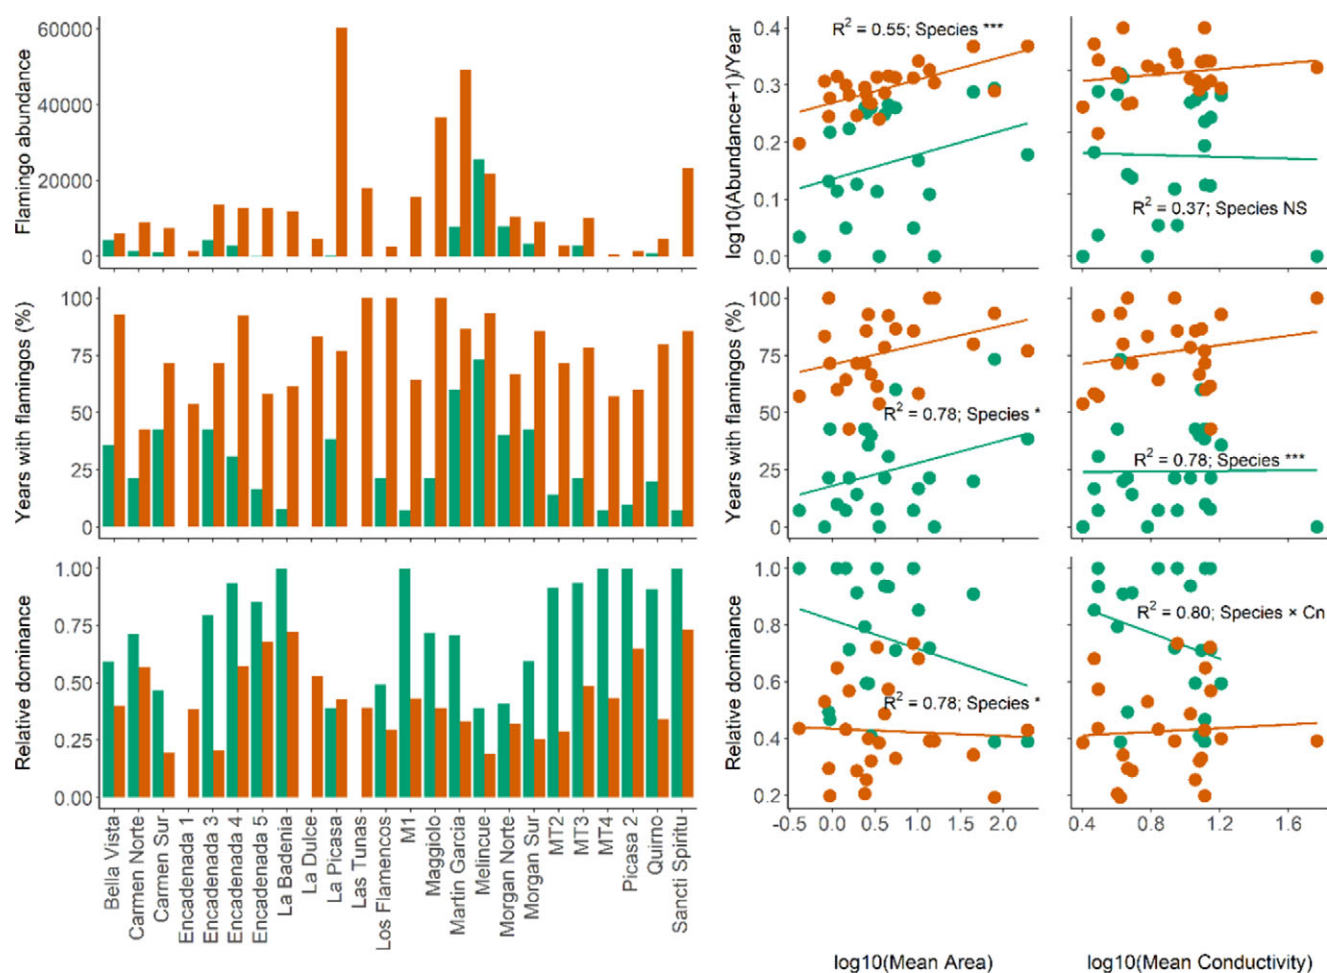 Flamingo abundance
60000
40000
20000
0
Years with flamingos (%)
100
75
50
25
0
Relative dominance
1.00
0.75
0.50
0.25
0.00
Bella Vista
Carmen Norte
Carmen Sur
Encadenada 1
Encadenada 3
Encadenada 4
Encadenada 5
La Badenia
La Dulce
La Picasa
Las Tunas
Los Flamencos
M1
Maggiolo
Martin Garcia
Melincue
Morgan Norte
Morgan Sur
MT2
MT3
MT4
Picasa 2
Quirno
Sancti Spiritu
log10(Abundance+1)/Year
0.4
0.3
0.2
0.1
0.0
R² = 0.55; Species ***
R² = 0.37; Species NS
Years with flamingos (%)
100
75
50
25
0
R² = 0.78; Species *
R² = 0.78; Species ***
Relative dominance
1.0
0.8
0.6
0.4
0.2
R² = 0.78; Species *
R² = 0.80; Species × Cn
-0.5 0.0 0.5 1.0 1.5 2.0
0.4 0.8 1.2 1.6
log10(Mean Area)
log10(Mean Conductivity)